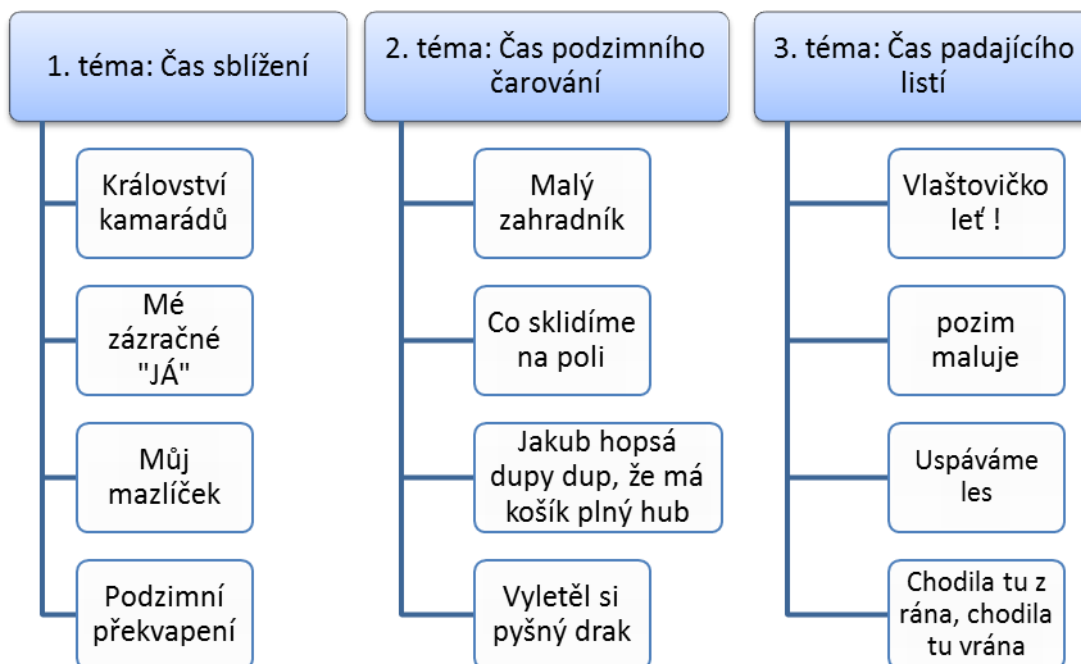 1. téma: Čas sblížení
Království
kamarádů
Mé
zázračné
"JÁ"
Můj
mazlíček
Podzimní
překvapení
2. téma: Čas podzimního
čarování
Malý
zahradník
Co sklidíme
na poli
Jakub hopsá
dupy dup, že má
košík plný hub
Vyletěl si
pyšný drak
3. téma: Čas padajícího
listí
Vlaštovičko
leť !
pozim
maluje
Uspáváme
les
Chodila tu z
rána, chodila
tu vrána